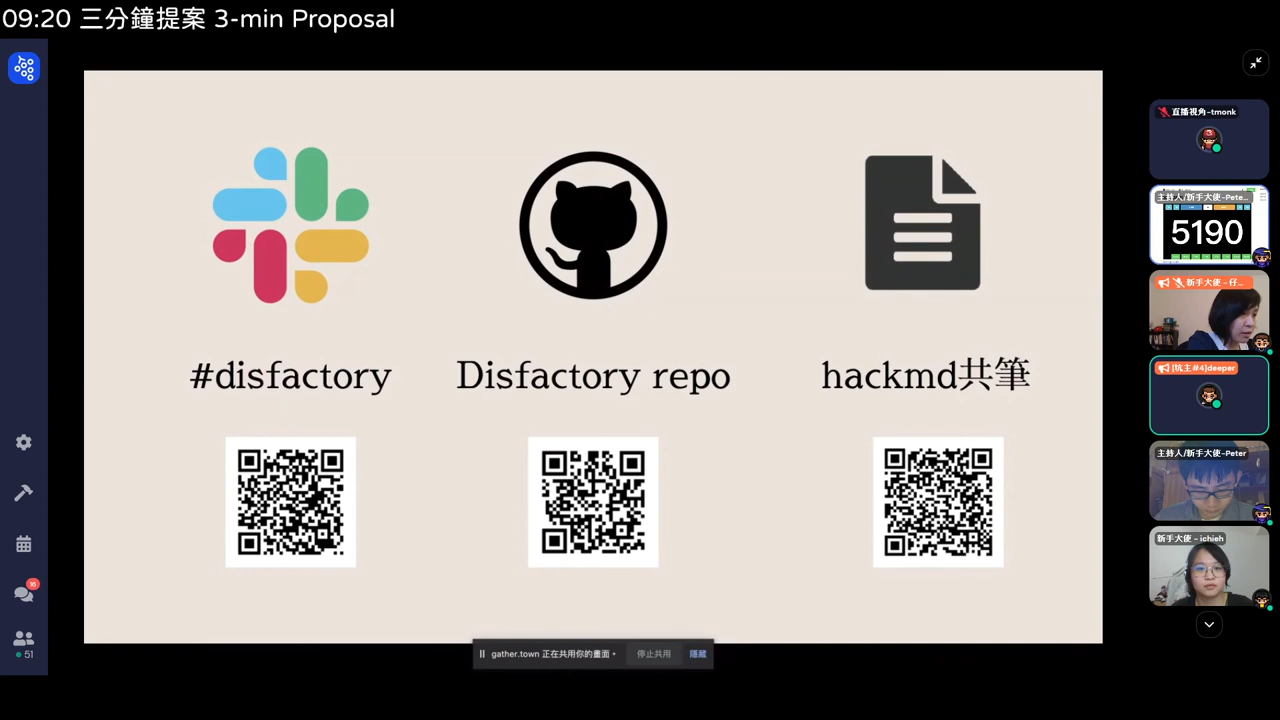 09:20 三分鐘提案 3-min Proposal
#disfactory
Disfactory repo
hackmd共筆
gather.town 正在共用你的畫面。
停止共用
隱藏
16
51
直播視角-tmonk
主持人/新手大使-Pete...
5190
新手大使 - 仔...
[坑主#4]deeper
主持人/新手大使-Peter
新手大使 - ichieh